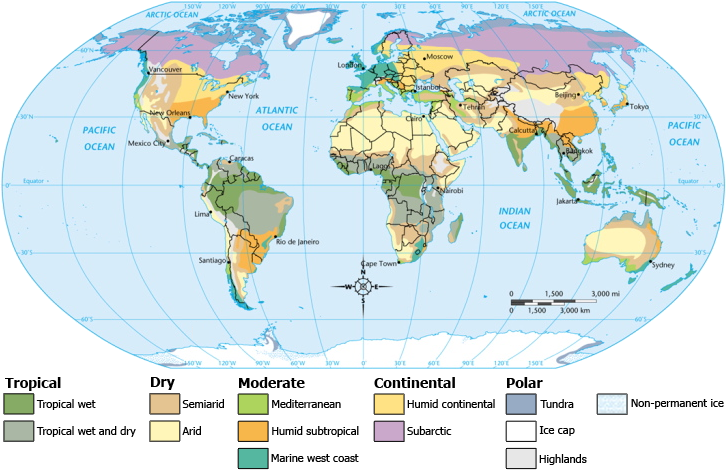 ARCTIC OCEAN
ARCTIC OCEAN
60°N
60°N
London
Moscow
Vancouver
Istanbul
New York
ATLANTIC
OCEAN
Beijing
Tehran
Tokyo
New Orleans
30°N
30°N
Cairo
PACIFIC
OCEAN
PACIFIC
OCEAN
Calcutta
Mexico City
Bangkok
Caracas
Lagos
Equator
0°
0°
Equator
Nairobi
Jakarta
Lima
INDIAN
OCEAN
Rio de Janeiro
30°S
30°S
Santiago
Cape Town
Sydney
N
W
E
S
0
1,500
3,000 mi
0
1,500
3,000 km
60°S
60°S
150°W
120°W
90°W
60°W
30°W
0°
30°E
60°E
90°E
120°E
150°E
Tropical
Dry
Moderate
Continental
Polar
Tropical wet
Semiarid
Mediterranean
Humid continental
Tundra
Non-permanent ice
Tropical wet and dry
Arid
Humid subtropical
Subarctic
Ice cap
Marine west coast
Highlands